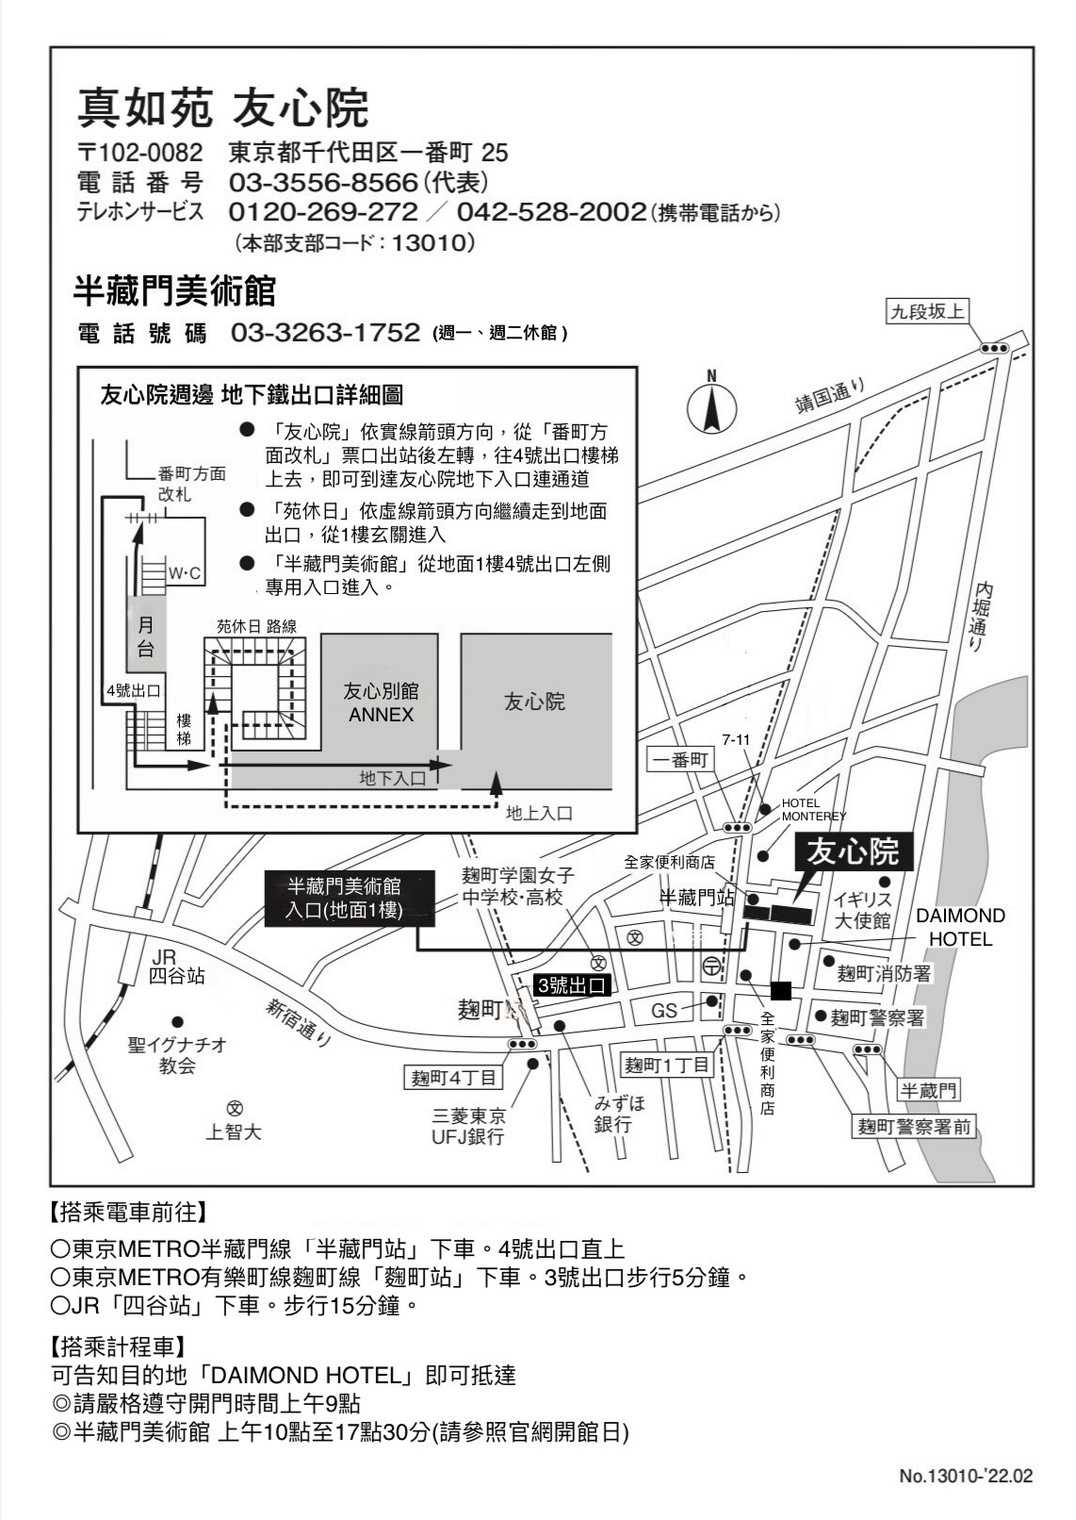 真如苑 友心院
〒102-0082 東京都千代田区一番町 25
電話番号 03-3556-8566(代表)
テレホンサービス 0120-269-272 ／ 042-528-2002(携帯電話から)
(本部支部コード：13010)
半藏門美術館
電話號碼 03-3263-1752 (週一、週二休館)
友心院週邊 地下鐵出口詳細圖
●「友心院」依實線箭頭方向，從「番町方
面改札」票口出站後左轉，往4號出口樓梯
上去，即可到達友心院地下入口連通道
●「苑休日」依虛線箭頭方向繼續走到地面
出口，從1樓玄關進入
●「半藏門美術館」從地面1樓4號出口左側
專用入口進入。
番町方面
改札
W・C
月
台
4號出口
樓
梯
苑休日 路線
友心別館
ANNEX
友心院
地下入口
地上入口
N
九段坂上
靖国通り
内堀通り
7-11
一番町
HOTEL
MONTEREY
友心院
全家便利商店
半藏門站
イギリス
大使館
DAIMOND
HOTEL
麹町学園女子
中学校・高校
半藏門美術館
入口(地面1樓)
文
文
〒
3號出口
麹町消防署
麹町
GS
麹町警察署
JR
四谷站
新宿通り
聖イグナチオ
教会
文
上智大
麹町4丁目
麹町1丁目
全家便利商店
半蔵門
麹町警察署前
三菱東京
UFJ銀行
みずほ
銀行
【搭乘電車前往】
〇東京METRO半藏門線「半藏門站」下車。4號出口直上
〇東京METRO有樂町線麴町線「麴町站」下車。3號出口步行5分鐘。
〇JR「四谷站」下車。步行15分鐘。
【搭乘計程車】
可告知目的地「DAIMOND HOTEL」即可抵達
◎請嚴格遵守開門時間上午9點
◎半藏門美術館 上午10點至17點30分(請參照官網開館日)
No.13010-'22.02